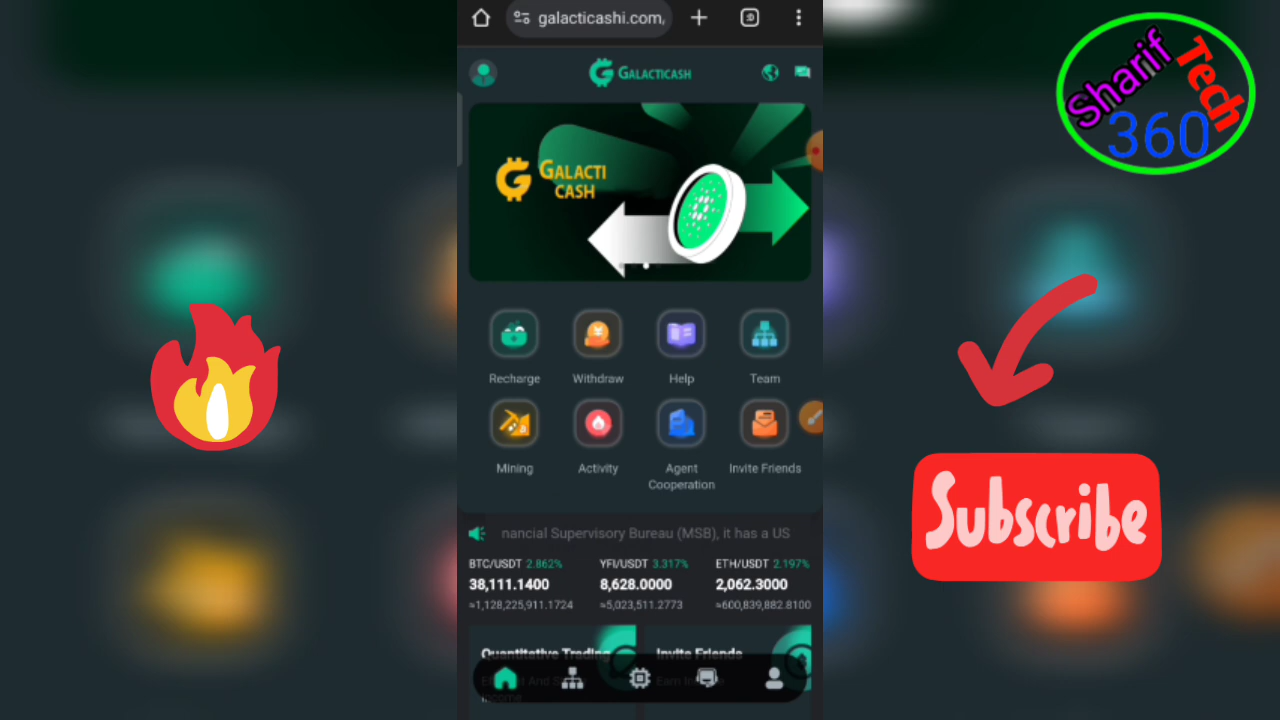 galacticashi.com,
GALACTICASH
GALACTI
CASH
Recharge
Withdraw
Help
Team
Mining
Activity
Agent
Cooperation
Invite Friends
nancial Supervisory Bureau (MSB), it has a US
BTC/USDT 2.862%
38,111.1400
≈1,128,225,911.1724
YFI/USDT 3.317%
8,628.0000
≈5,023,511.2773
ETH/USDT 2.197%
2,062.3000
≈600,839,882.8100
Quantitative Trading
Invite Friends
Sharif
Tech
360
Subscribe